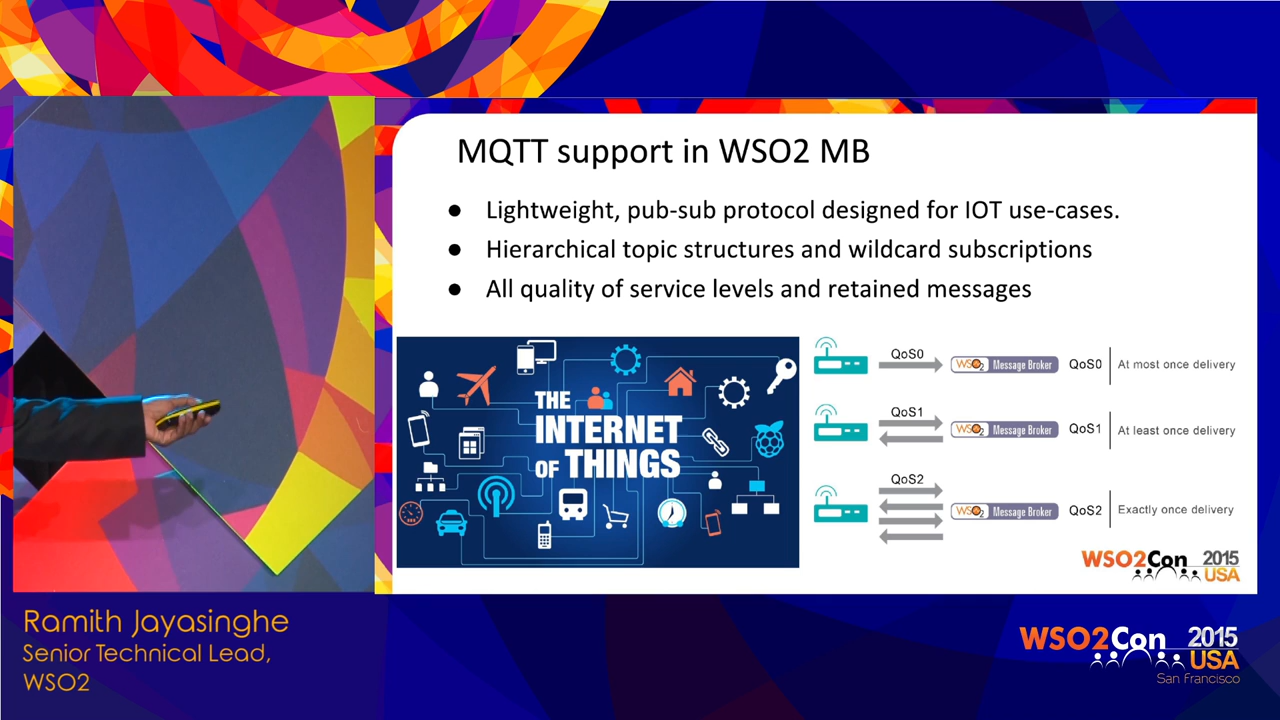 MQTT support in WSO2 MB
● Lightweight, pub-sub protocol designed for IOT use-cases.
● Hierarchical topic structures and wildcard subscriptions
● All quality of service levels and retained messages
THE
INTERNET
OF THINGS
QoS0
WSO2 Message Broker
QoS0
At most once delivery
QoS1
WSO2 Message Broker
QoS1
At least once delivery
QoS2
WSO2 Message Broker
QoS2
Exactly once delivery
WSO2Con 2015
USA
Ramith Jayasinghe
Senior Technical Lead,
WSO2
WSO2Con 2015
USA
San Francisco